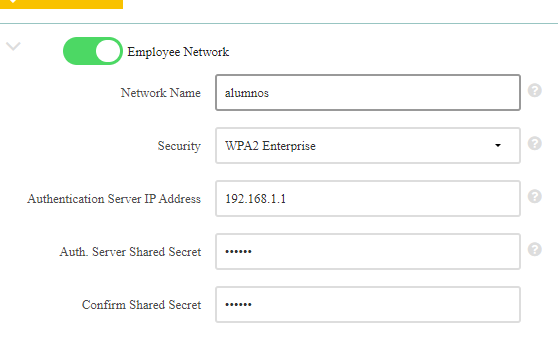 Employee Network
Network Name alumnos ?
Security WPA2 Enterprise ?
Authentication Server IP Address 192.168.1.1 ?
Auth. Server Shared Secret •••••• ?
Confirm Shared Secret ••••••